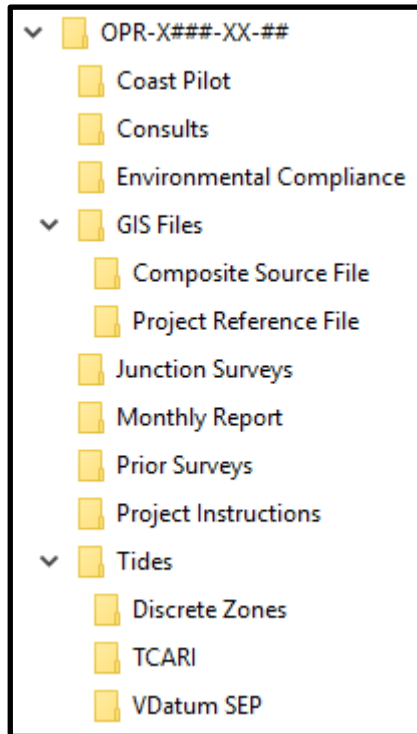 OPR-X###-XX-##
Coast Pilot
Consults
Environmental Compliance
GIS Files
Composite Source File
Project Reference File
Junction Surveys
Monthly Report
Prior Surveys
Project Instructions
Tides
Discrete Zones
TCARI
VDatum SEP